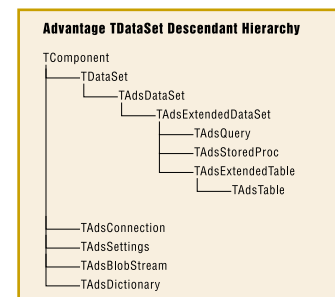 Advantage TDataSet Descendant Hierarchy
TComponent
TDataSet
TAdsDataSet
TAdsExtendedDataSet
TAdsQuery
TAdsStoredProc
TAdsExtendedTable
TAdsTable
TAdsConnection
TAdsSettings
TAdsBlobStream
TAdsDictionary